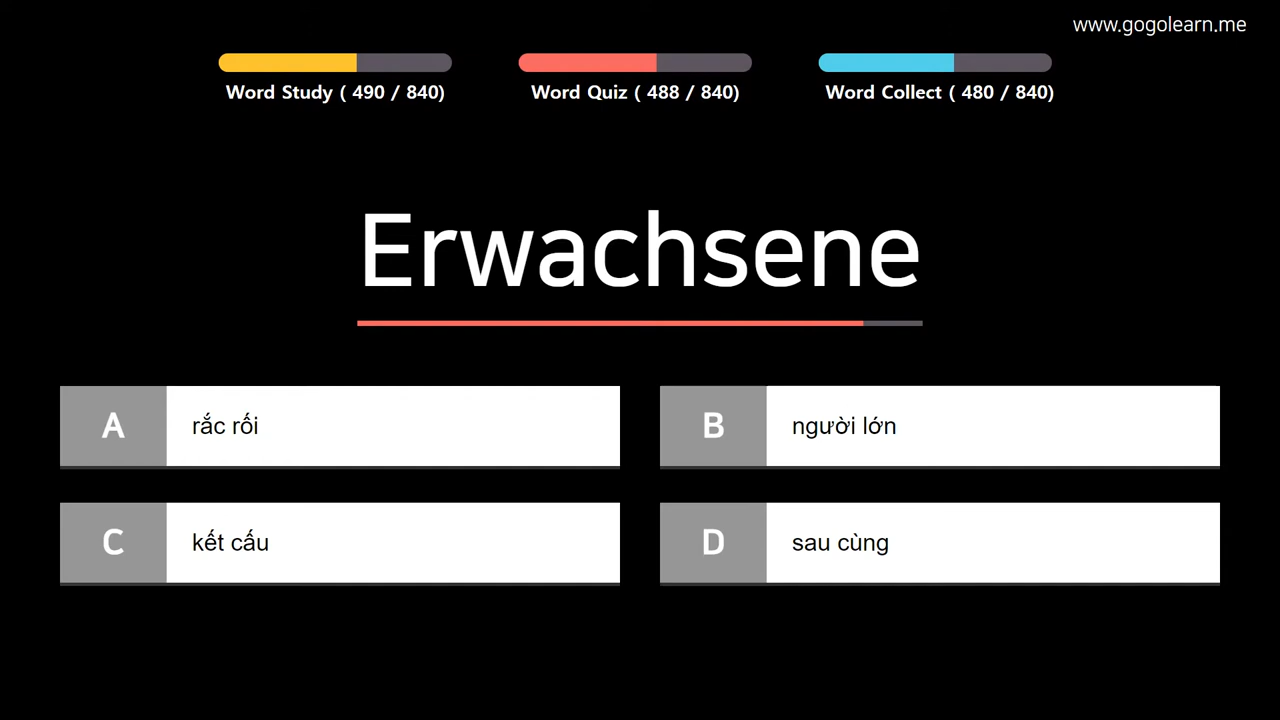 www.gogolearn.me
Word Study ( 490 / 840)
Word Quiz ( 488 / 840)
Word Collect ( 480 / 840)
Erwachsene
A
rắc rối
B
người lớn
C
kết cấu
D
sau cùng